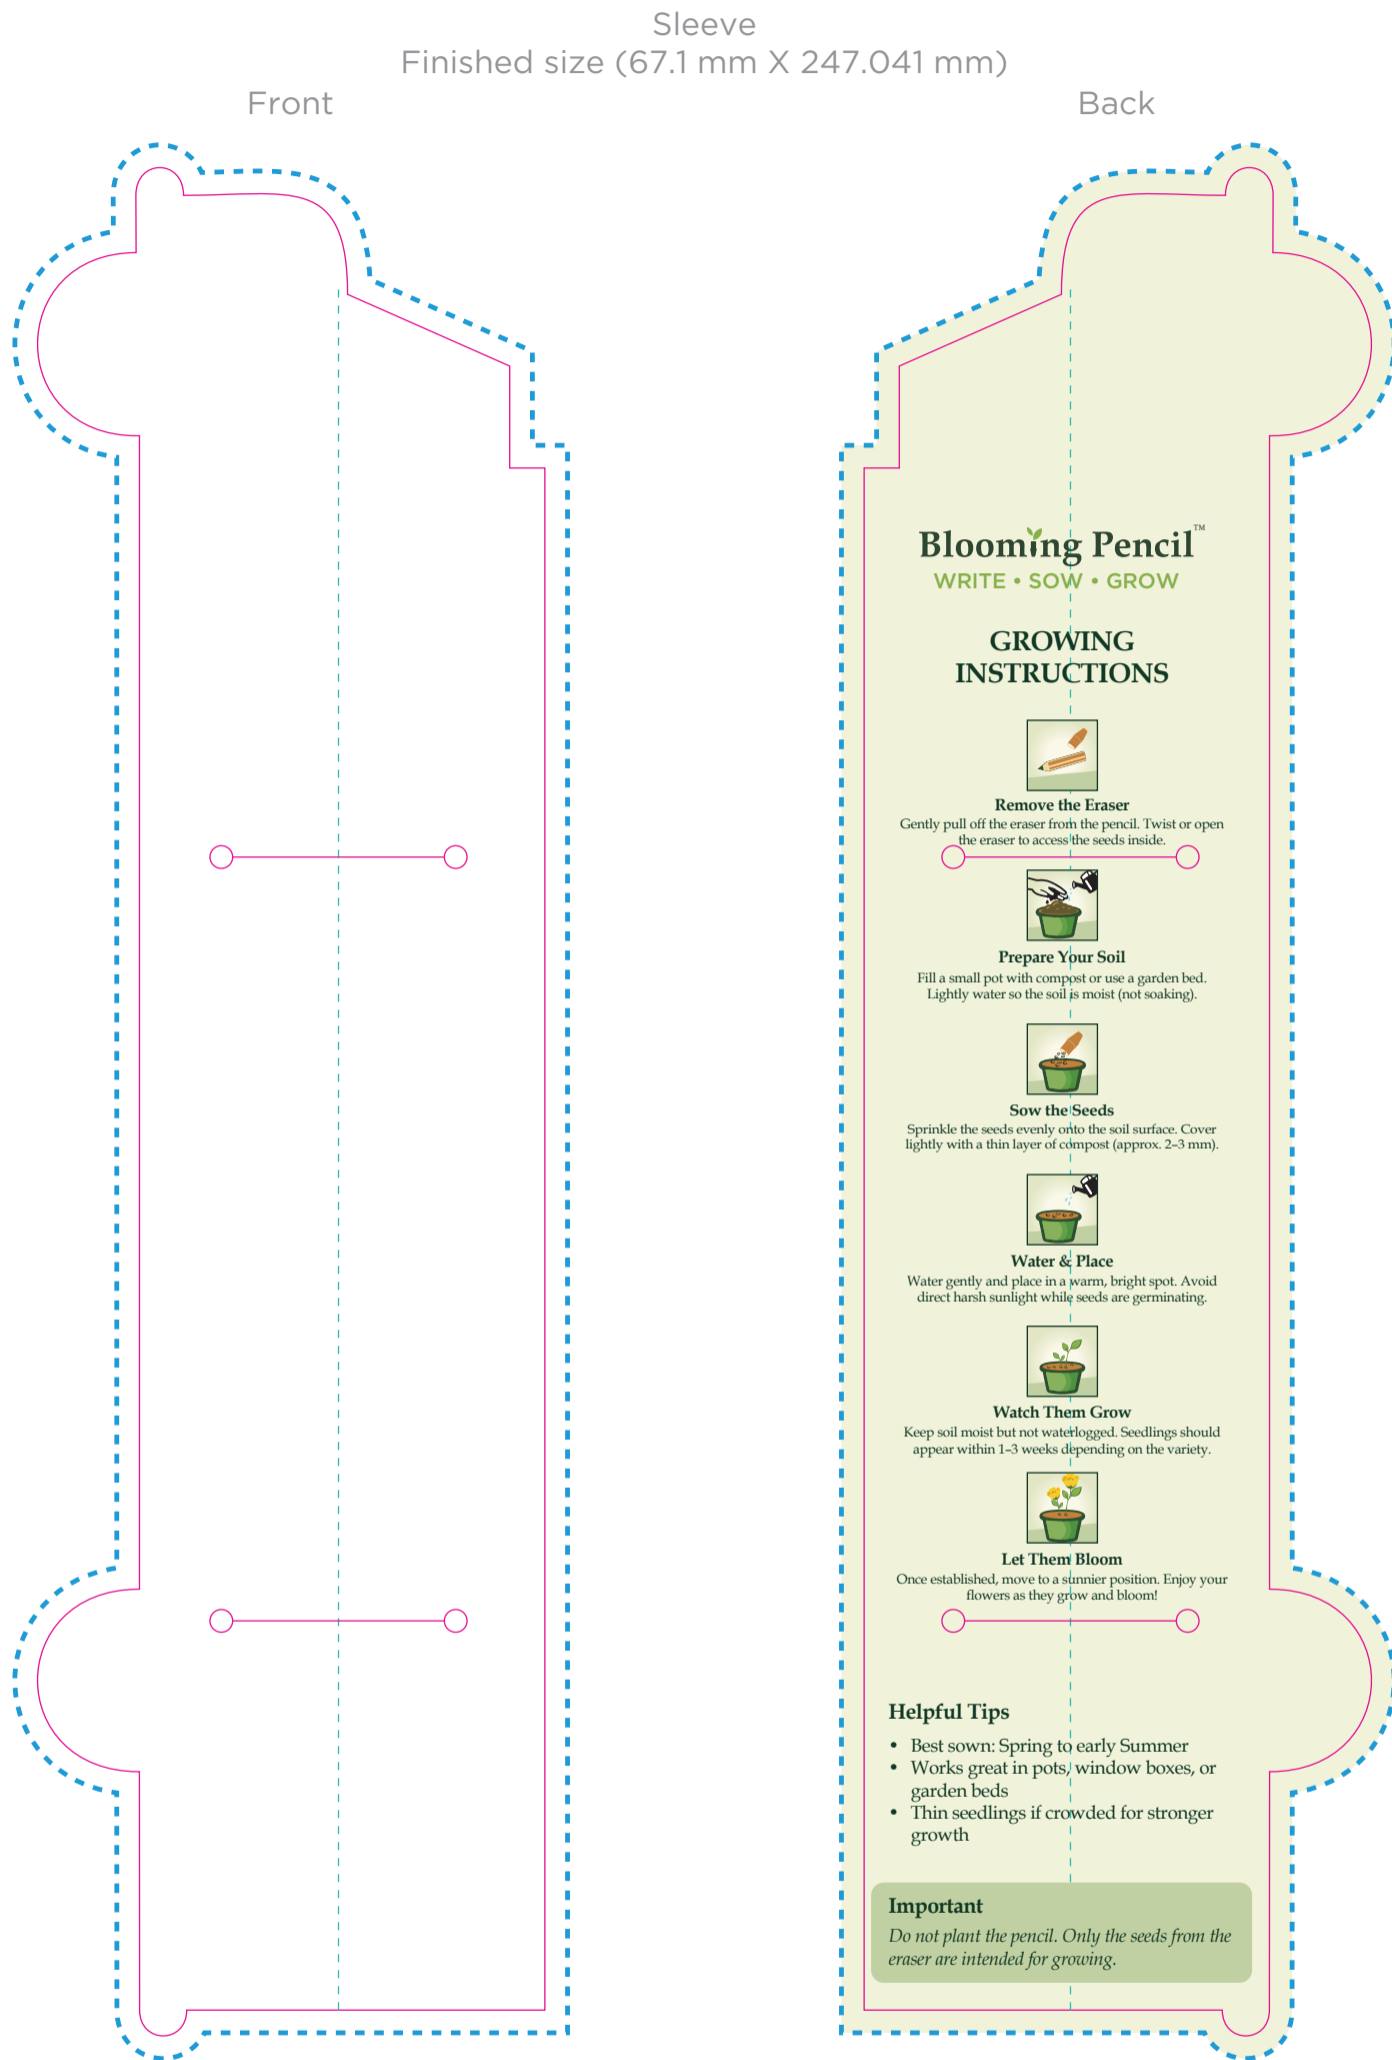 Sleeve
Finished size (67.1 mm X 247.041 mm)
Front
Back
Blooming Pencil™
WRITE • SOW • GROW
GROWING
INSTRUCTIONS
Remove the Eraser
Gently pull off the eraser from the pencil. Twist or open
the eraser to access the seeds inside.
Prepare Your Soil
Fill a small pot with compost or use a garden bed.
Lightly water so the soil is moist (not soaking).
Sow the Seeds
Sprinkle the seeds evenly onto the soil surface. Cover
lightly with a thin layer of compost (approx. 2–3 mm).
Water & Place
Water gently and place in a warm, bright spot. Avoid
direct harsh sunlight while seeds are germinating.
Watch Them Grow
Keep soil moist but not waterlogged. Seedlings should
appear within 1–3 weeks depending on the variety.
Let Them Bloom
Once established, move to a sunnier position. Enjoy your
flowers as they grow and bloom!
Helpful Tips
• Best sown: Spring to early Summer
• Works great in pots, window boxes, or
garden beds
• Thin seedlings if crowded for stronger
growth
Important
Do not plant the pencil. Only the seeds from the
eraser are intended for growing.